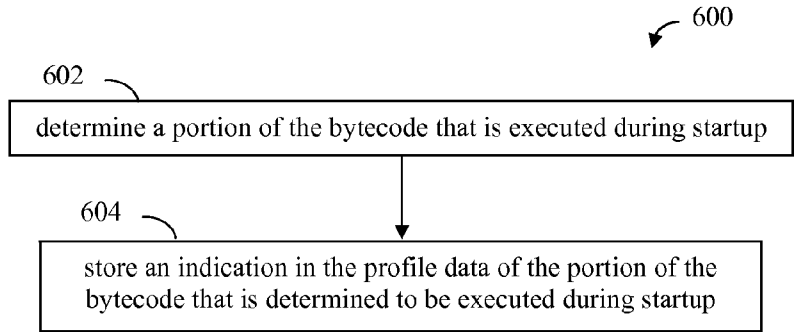 600
602
determine a portion of the bytecode that is executed during startup
604
store an indication in the profile data of the portion of the
bytecode that is determined to be executed during startup